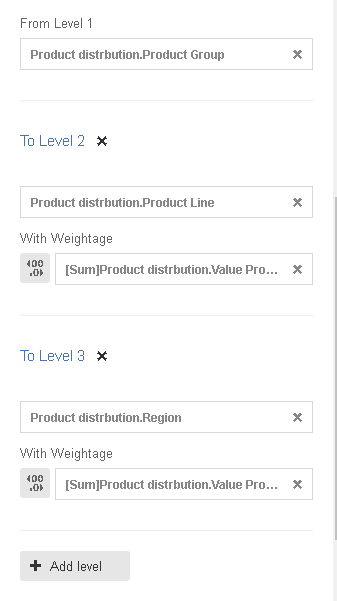 From Level 1
Product distrbution.Product Group
To Level 2
Product distrbution.Product Line
With Weightage
[Sum]Product distrbution.Value Pro...
To Level 3
Product distrbution.Region
With Weightage
[Sum]Product distrbution.Value Pro...
Add level